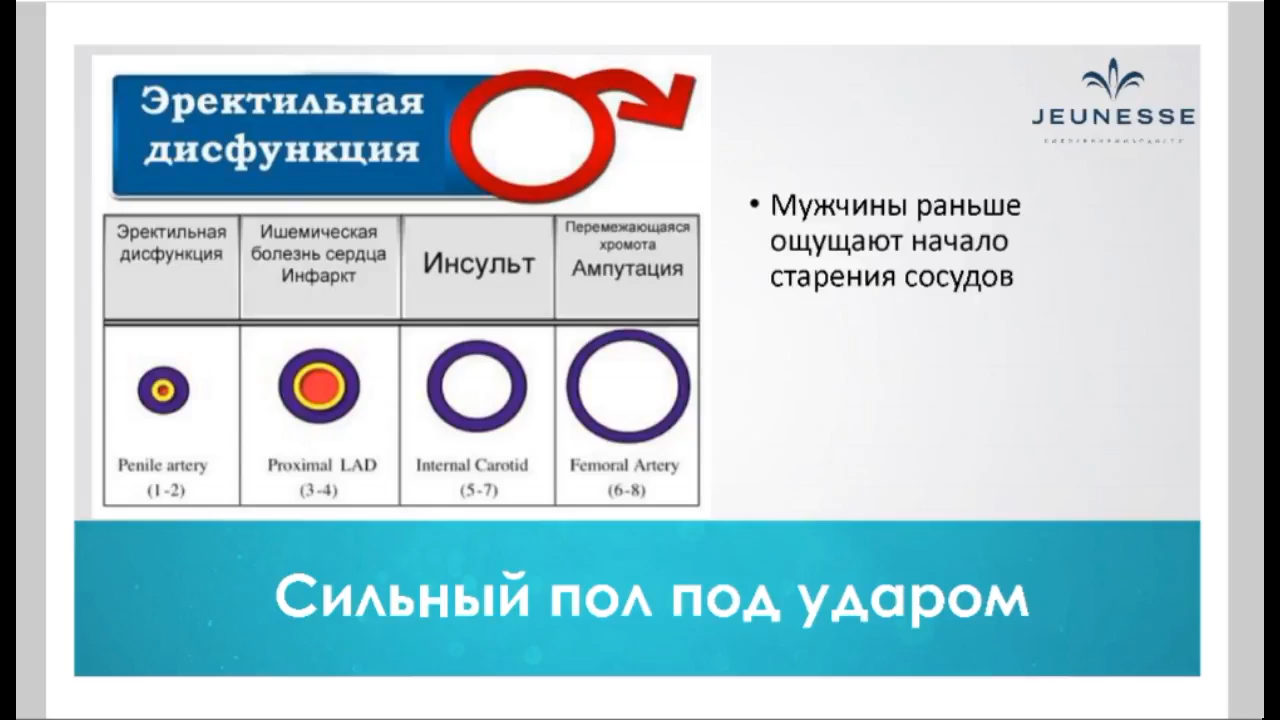 Эректильная
дисфункция
JEUNESSE
Эректильная
дисфункция
Ишемическая
болезнь сердца
Инфаркт
Инсульт
Перемежающаяся
хромота
Ампутация
Penile artery
(1-2)
Proximal LAD
(3-4)
Internal Carotid
(5-7)
Femoral Artery
(6-8)
• Мужчины раньше
ощущают начало
старения сосудов
Сильный пол под ударом